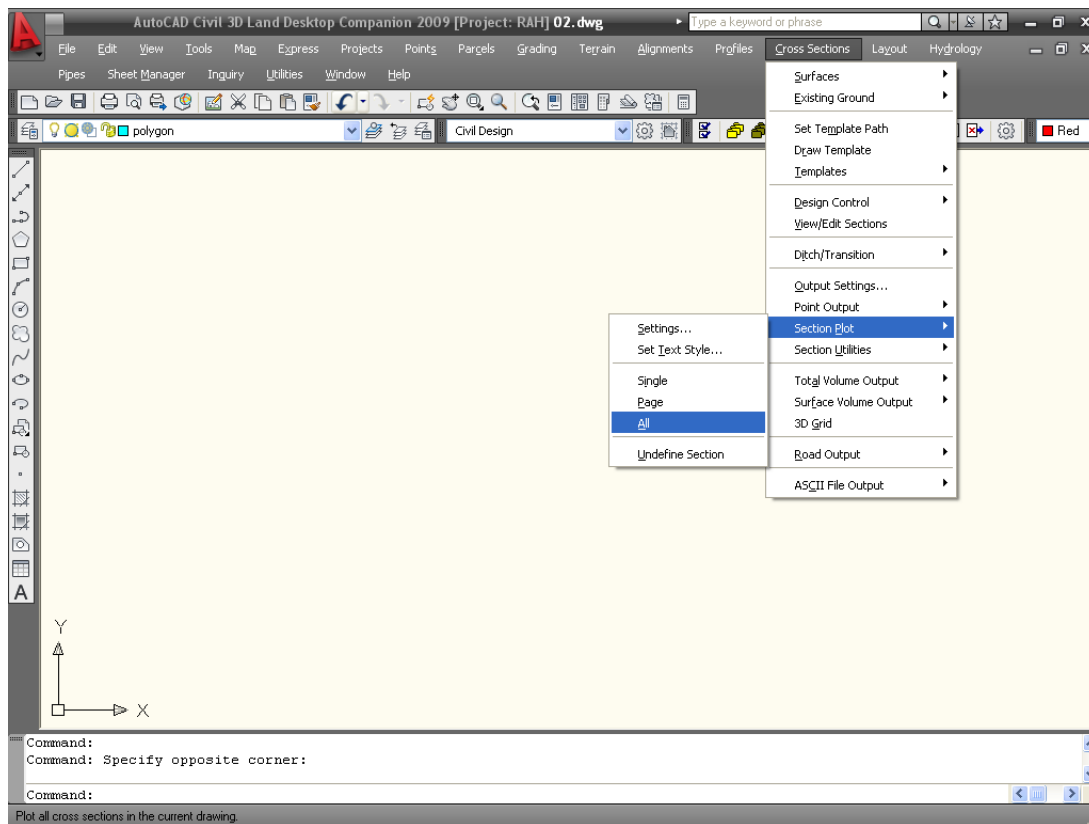 AutoCAD Civil 3D Land Desktop Companion 2009 [Project: RAH] 02.dwg Type a keyword or phrase
File Edit View Tools Map Express Projects Points Parcels Grading Terrain Alignments Profiles Cross Sections Layout Hydrology
Pipes Sheet Manager Inquiry Utilities Window Help
polygon Civil Design Red
Surfaces
Existing Ground
Set Template Path
Draw Template
Templates
Design Control
View/Edit Sections
Ditch/Transition
Output Settings...
Point Output
Section Plot
Section Utilities
Total Volume Output
Surface Volume Output
3D Grid
Road Output
ASCII File Output
Settings...
Set Text Style...
Single
Page
All
Undefine Section
A
Y
X
Command:
Command: Specify opposite corner:
Command:
Plot all cross sections in the current drawing.